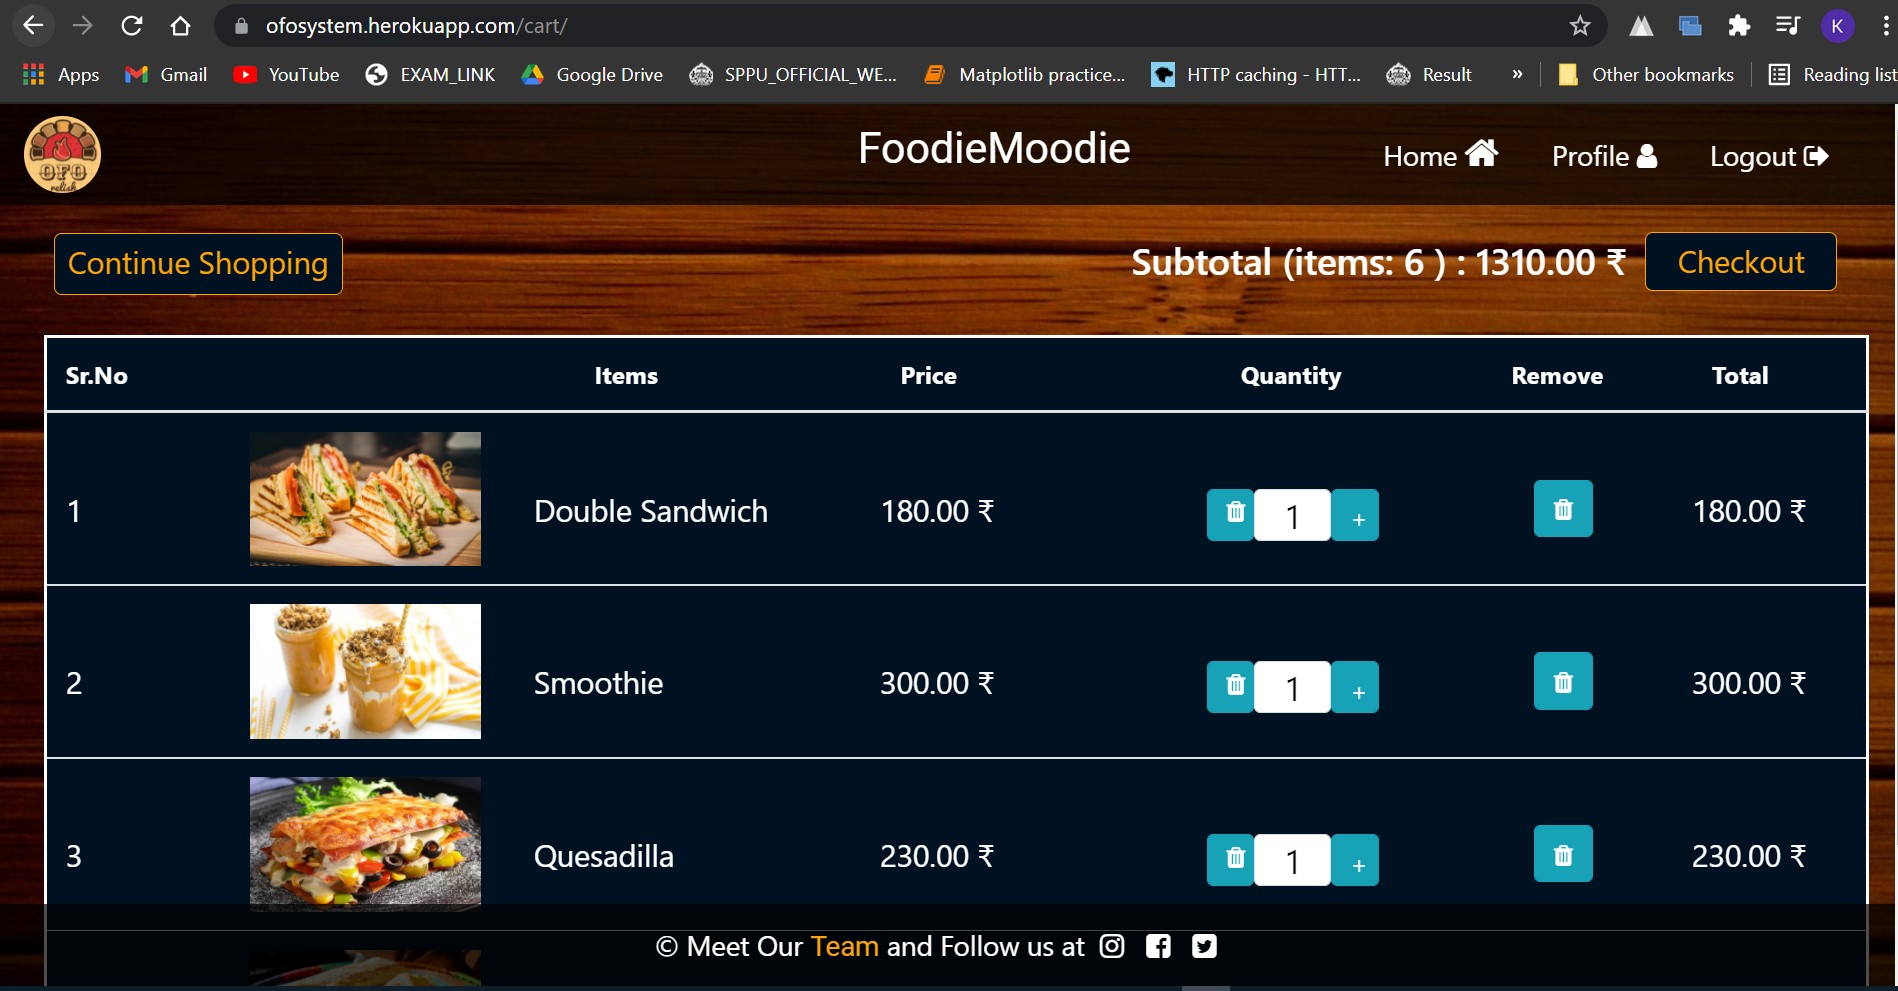 ofosystem.herokuapp.com/cart/
K
Apps Gmail YouTube EXAM_LINK Google Drive SPPU_OFFICIAL_WE... Matplotlib practice... HTTP caching - HTT... Result » Other bookmarks Reading list
OFO
relish
FoodieMoodie
Home Profile Logout
Continue Shopping
Subtotal (items: 6 ) : 1310.00 ₹ Checkout
Sr.No Items Price Quantity Remove Total
1 Double Sandwich 180.00 ₹ 1 + 180.00 ₹
2 Smoothie 300.00 ₹ 1 + 300.00 ₹
3 Quesadilla 230.00 ₹ 1 + 230.00 ₹
© Meet Our Team and Follow us at